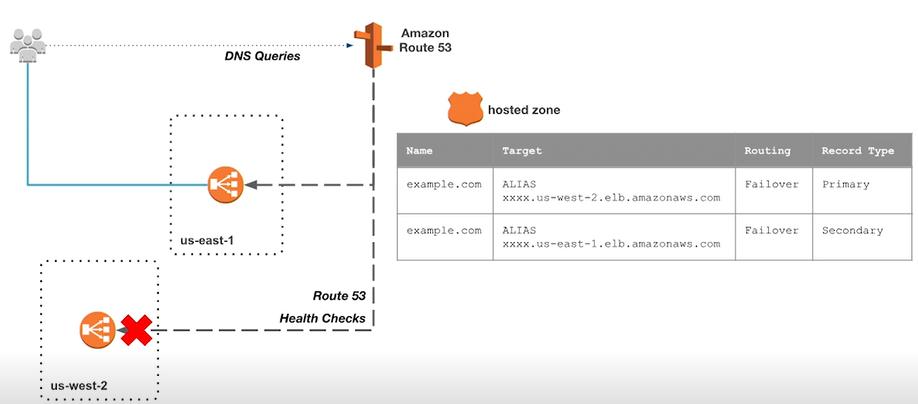 Amazon
Route 53
DNS Queries
hosted zone
Name Target Routing Record Type
example.com ALIAS Failover Primary
xxxx.us-west-2.elb.amazonaws.com
example.com ALIAS Failover Secondary
xxxx.us-east-1.elb.amazonaws.com
us-east-1
Route 53
Health Checks
us-west-2